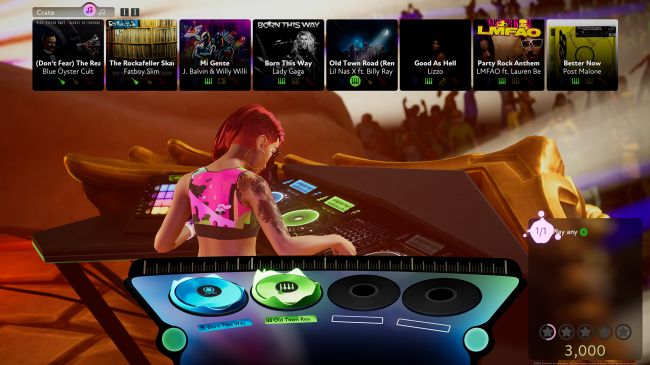 Crate
BORN THIS WAY
LMFAO
(Don't Fear) The Rea
Blue Oyster Cult
The Rockafeller Skan
Fatboy Slim
Mi Gente
J. Balvin & Willy Willi
Born This Way
Lady Gaga
Old Town Road (Ren
Lil Nas X ft. Billy Ray
Good As Hell
Lizzo
Party Rock Anthem
LMFAO ft. Lauren Be
Better Now
Post Malone
1/1
Play any
Born This Way
Old Town Roa
3,000